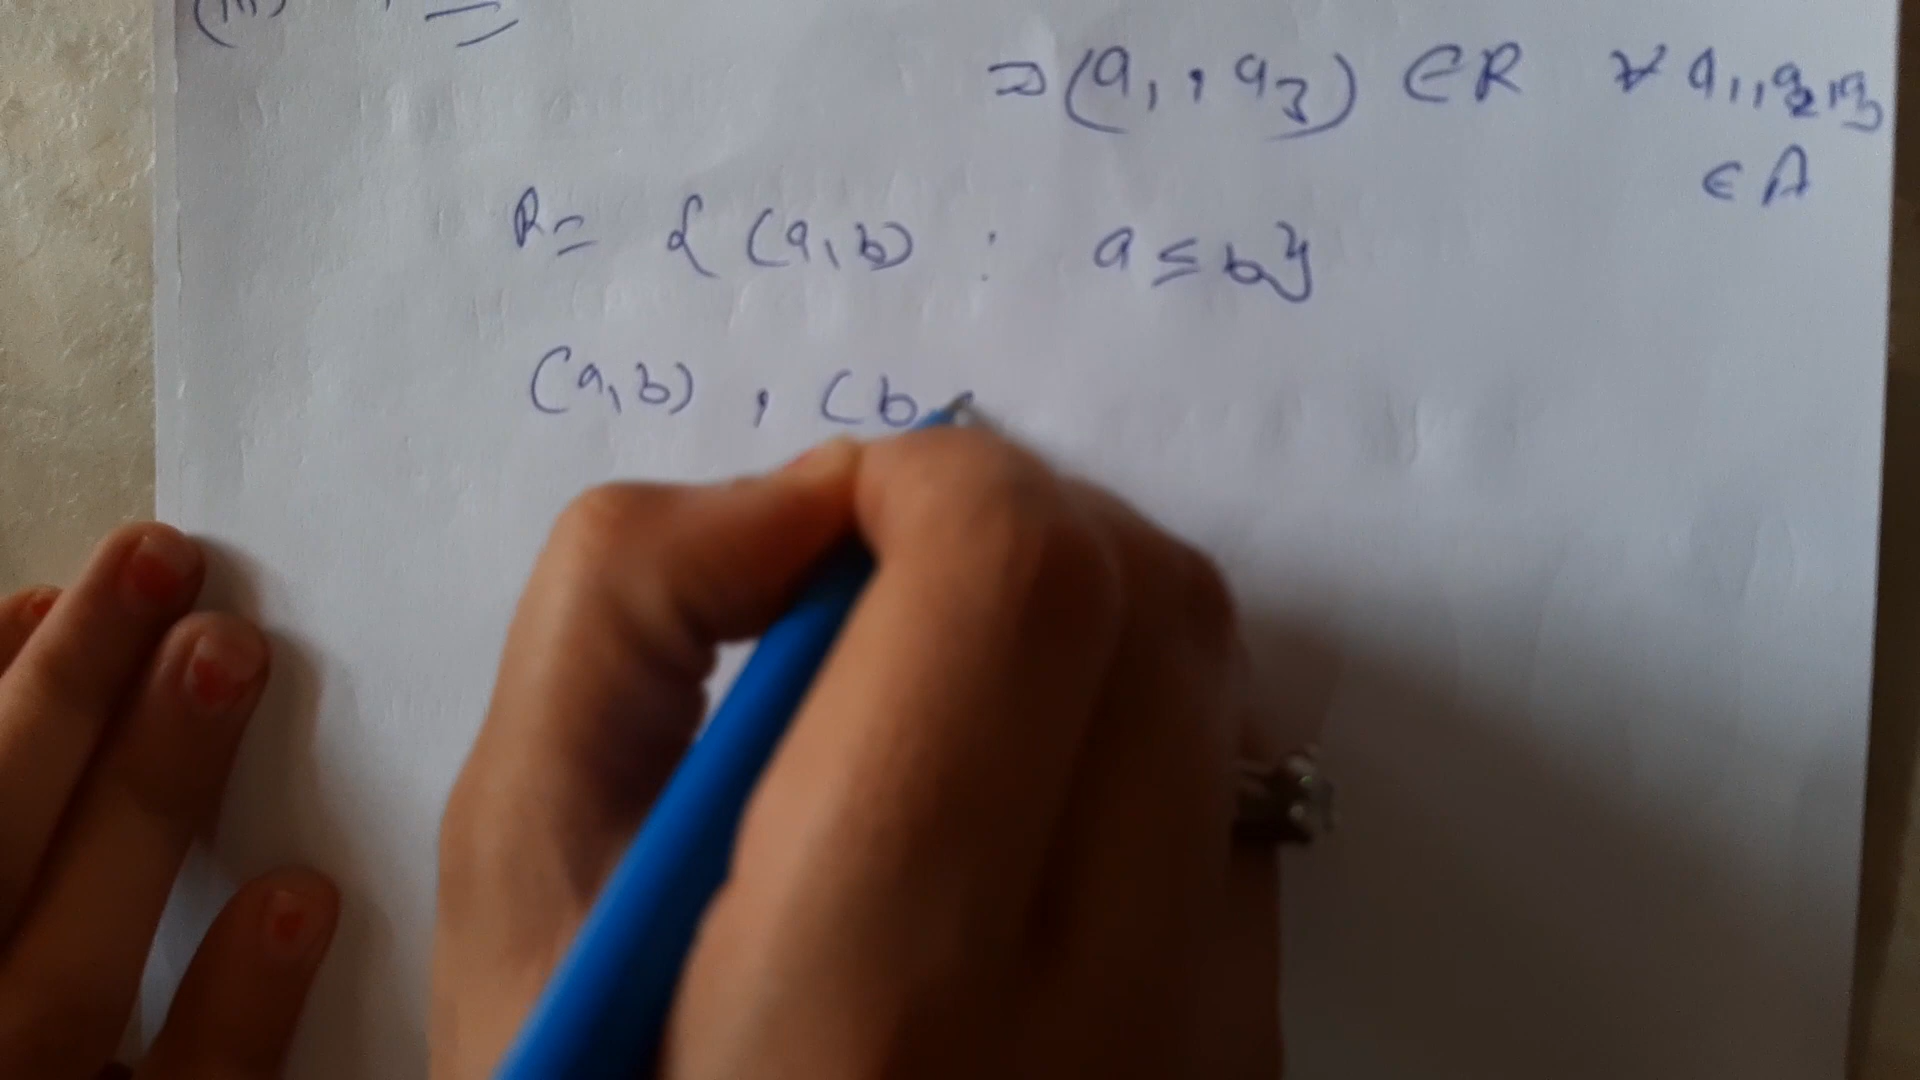 ⇒ (a₁, a₃) ∈ R ∀ a₁, a₂, a₃
∈ A
R = { (a, b) : a ≤ b }
(a, b) , (b,